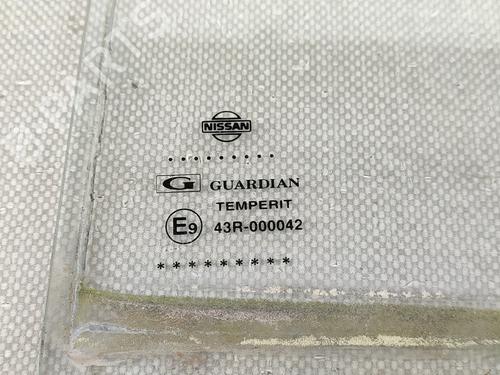 NISSAN
. . . . . . . . .
G GUARDIAN
TEMPERIT
E9 43R-000042
* * * * * * * * *